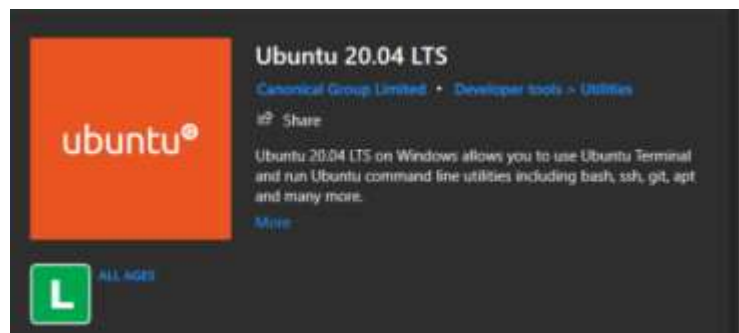 ubuntu®
Ubuntu 20.04 LTS
Canonical Group Limited • Developer tools > Utilities
Share
Ubuntu 20.04 LTS on Windows allows you to use Ubuntu Terminal
and run Ubuntu command line utilities including bash, ssh, git, apt
and many more.
More
L
ALL AGES